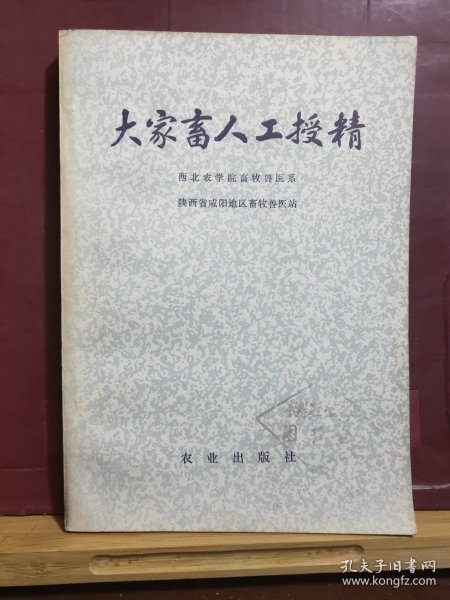 大家畜人工授精
西北农学院畜牧兽医系
陕西省咸阳地区畜牧兽医站
农业出版社
孔夫子旧书网
www.kongfz.com